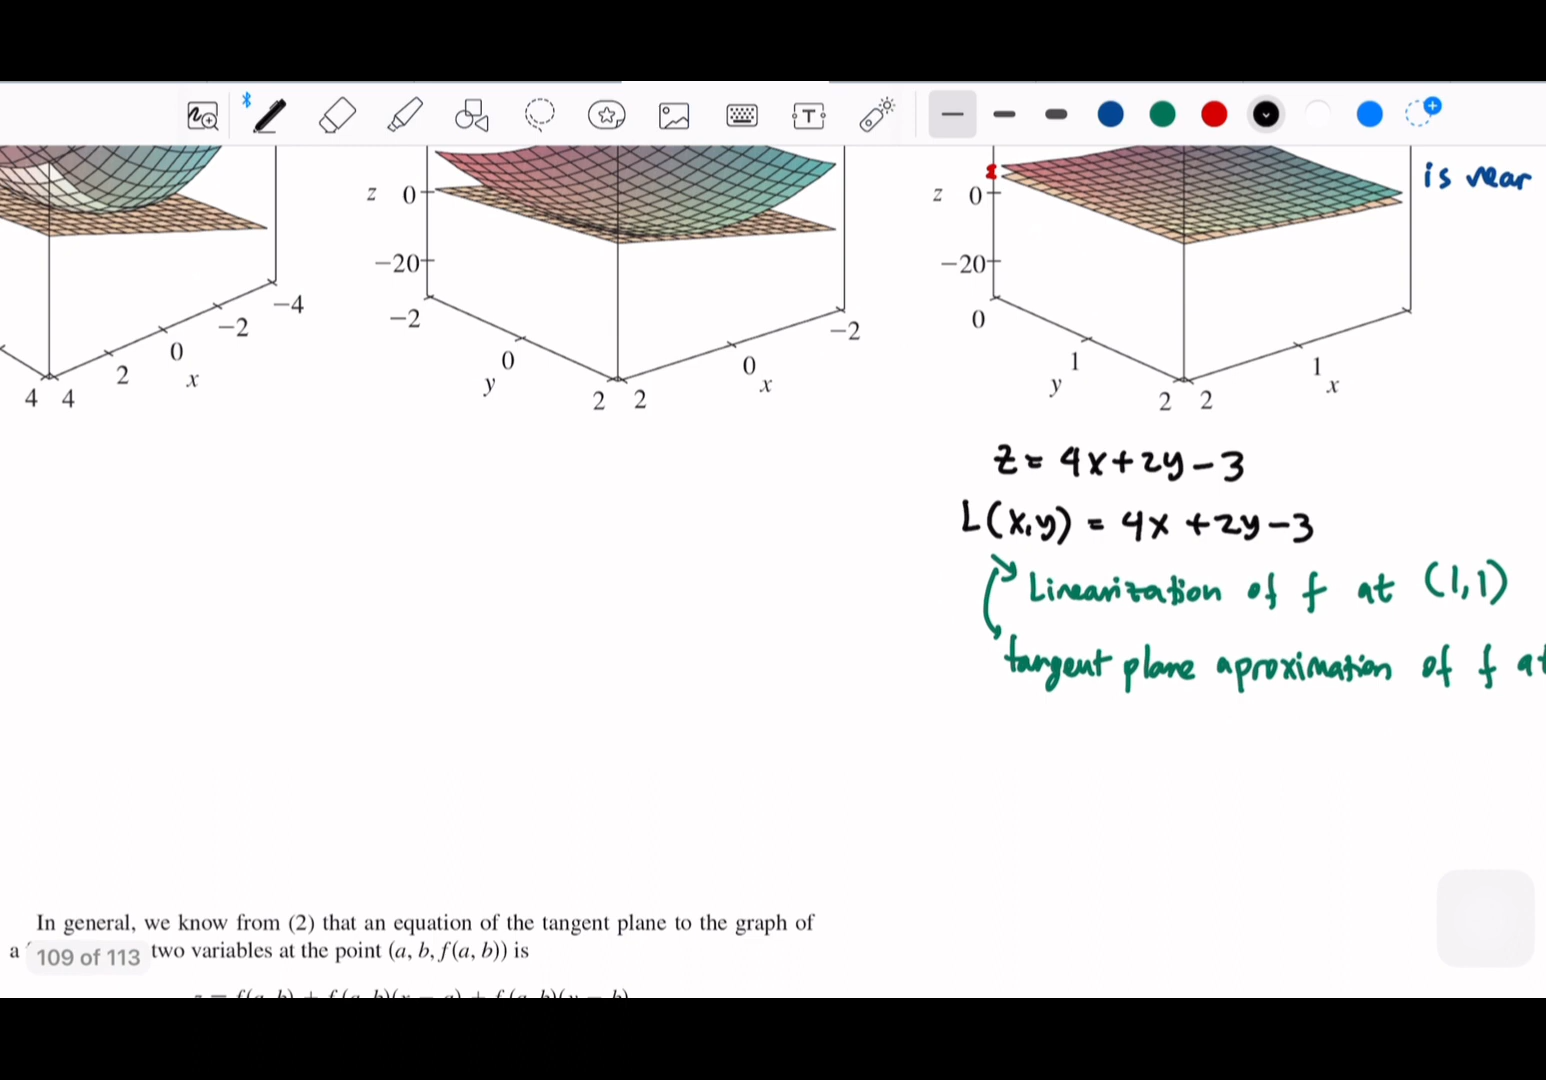 is near
z 0
−20
−2
0
y
2 2
0
x
−2
−4
−2
0
x
2
4 4
z 0
−20
0
1
y
2 2
1
x
z = 4x + 2y − 3
L(x,y) = 4x + 2y − 3
Linearization of f at (1,1)
tangent plane aproximation of f at
In general, we know from (2) that an equation of the tangent plane to the graph of
a two variables at the point (a, b, f(a, b)) is
109 of 113